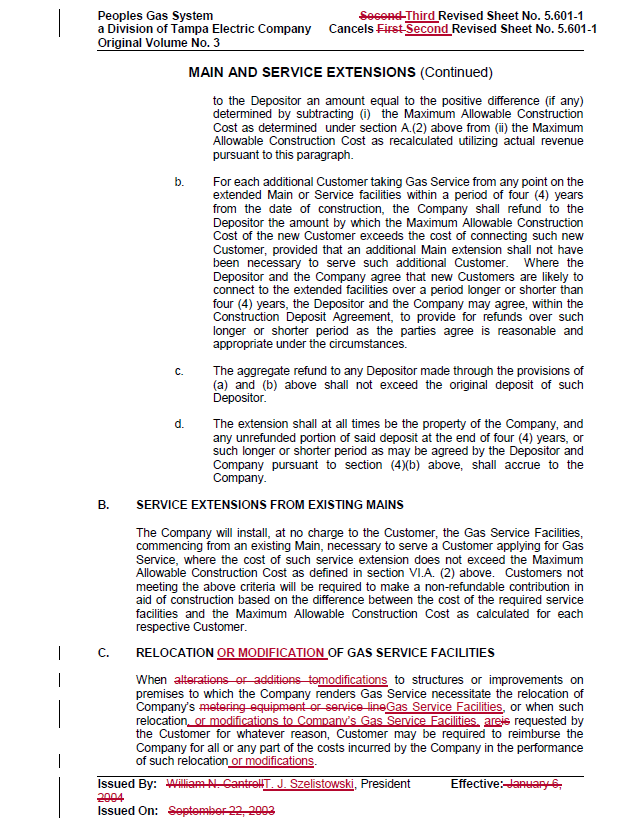 Peoples Gas System Second Third Revised Sheet No. 5.601-1
a Division of Tampa Electric Company Cancels First Second Revised Sheet No. 5.601-1
Original Volume No. 3
MAIN AND SERVICE EXTENSIONS (Continued)
to the Depositor an amount equal to the positive difference (if any)
determined by subtracting (i) the Maximum Allowable Construction
Cost as determined under section A.(2) above from (ii) the Maximum
Allowable Construction Cost as recalculated utilizing actual revenue
pursuant to this paragraph.
b. For each additional Customer taking Gas Service from any point on the
extended Main or Service facilities within a period of four (4) years
from the date of construction, the Company shall refund to the
Depositor the amount by which the Maximum Allowable Construction
Cost of the new Customer exceeds the cost of connecting such new
Customer, provided that an additional Main extension shall not have
been necessary to serve such additional Customer. Where the
Depositor and the Company agree that new Customers are likely to
connect to the extended facilities over a period longer or shorter than
four (4) years, the Depositor and the Company may agree, within the
Construction Deposit Agreement, to provide for refunds over such
longer or shorter period as the parties agree is reasonable and
appropriate under the circumstances.
c. The aggregate refund to any Depositor made through the provisions of
(a) and (b) above shall not exceed the original deposit of such
Depositor.
d. The extension shall at all times be the property of the Company, and
any unrefunded portion of said deposit at the end of four (4) years, or
such longer or shorter period as may be agreed by the Depositor and
Company pursuant to section (4)(b) above, shall accrue to the
Company.
B. SERVICE EXTENSIONS FROM EXISTING MAINS
The Company will install, at no charge to the Customer, the Gas Service Facilities,
commencing from an existing Main, necessary to serve a Customer applying for Gas
Service, where the cost of such service extension does not exceed the Maximum
Allowable Construction Cost as defined in section VI.A. (2) above. Customers not
meeting the above criteria will be required to make a non-refundable contribution in
aid of construction based on the difference between the cost of the required service
facilities and the Maximum Allowable Construction Cost as calculated for each
respective Customer.
C. RELOCATION OR MODIFICATION OF GAS SERVICE FACILITIES
When alterations or additions tomodifications to structures or improvements on
premises to which the Company renders Gas Service necessitate the relocation of
Company's metering equipment or service lineGas Service Facilities, or when such
relocation, or modifications to Company's Gas Service Facilities, areis requested by
the Customer for whatever reason, Customer may be required to reimburse the
Company for all or any part of the costs incurred by the Company in the performance
of such relocation or modifications.
Issued By: William N. CantrellT. J. Szelistowski, President Effective: January 6,
2004
Issued On: September 22, 2003